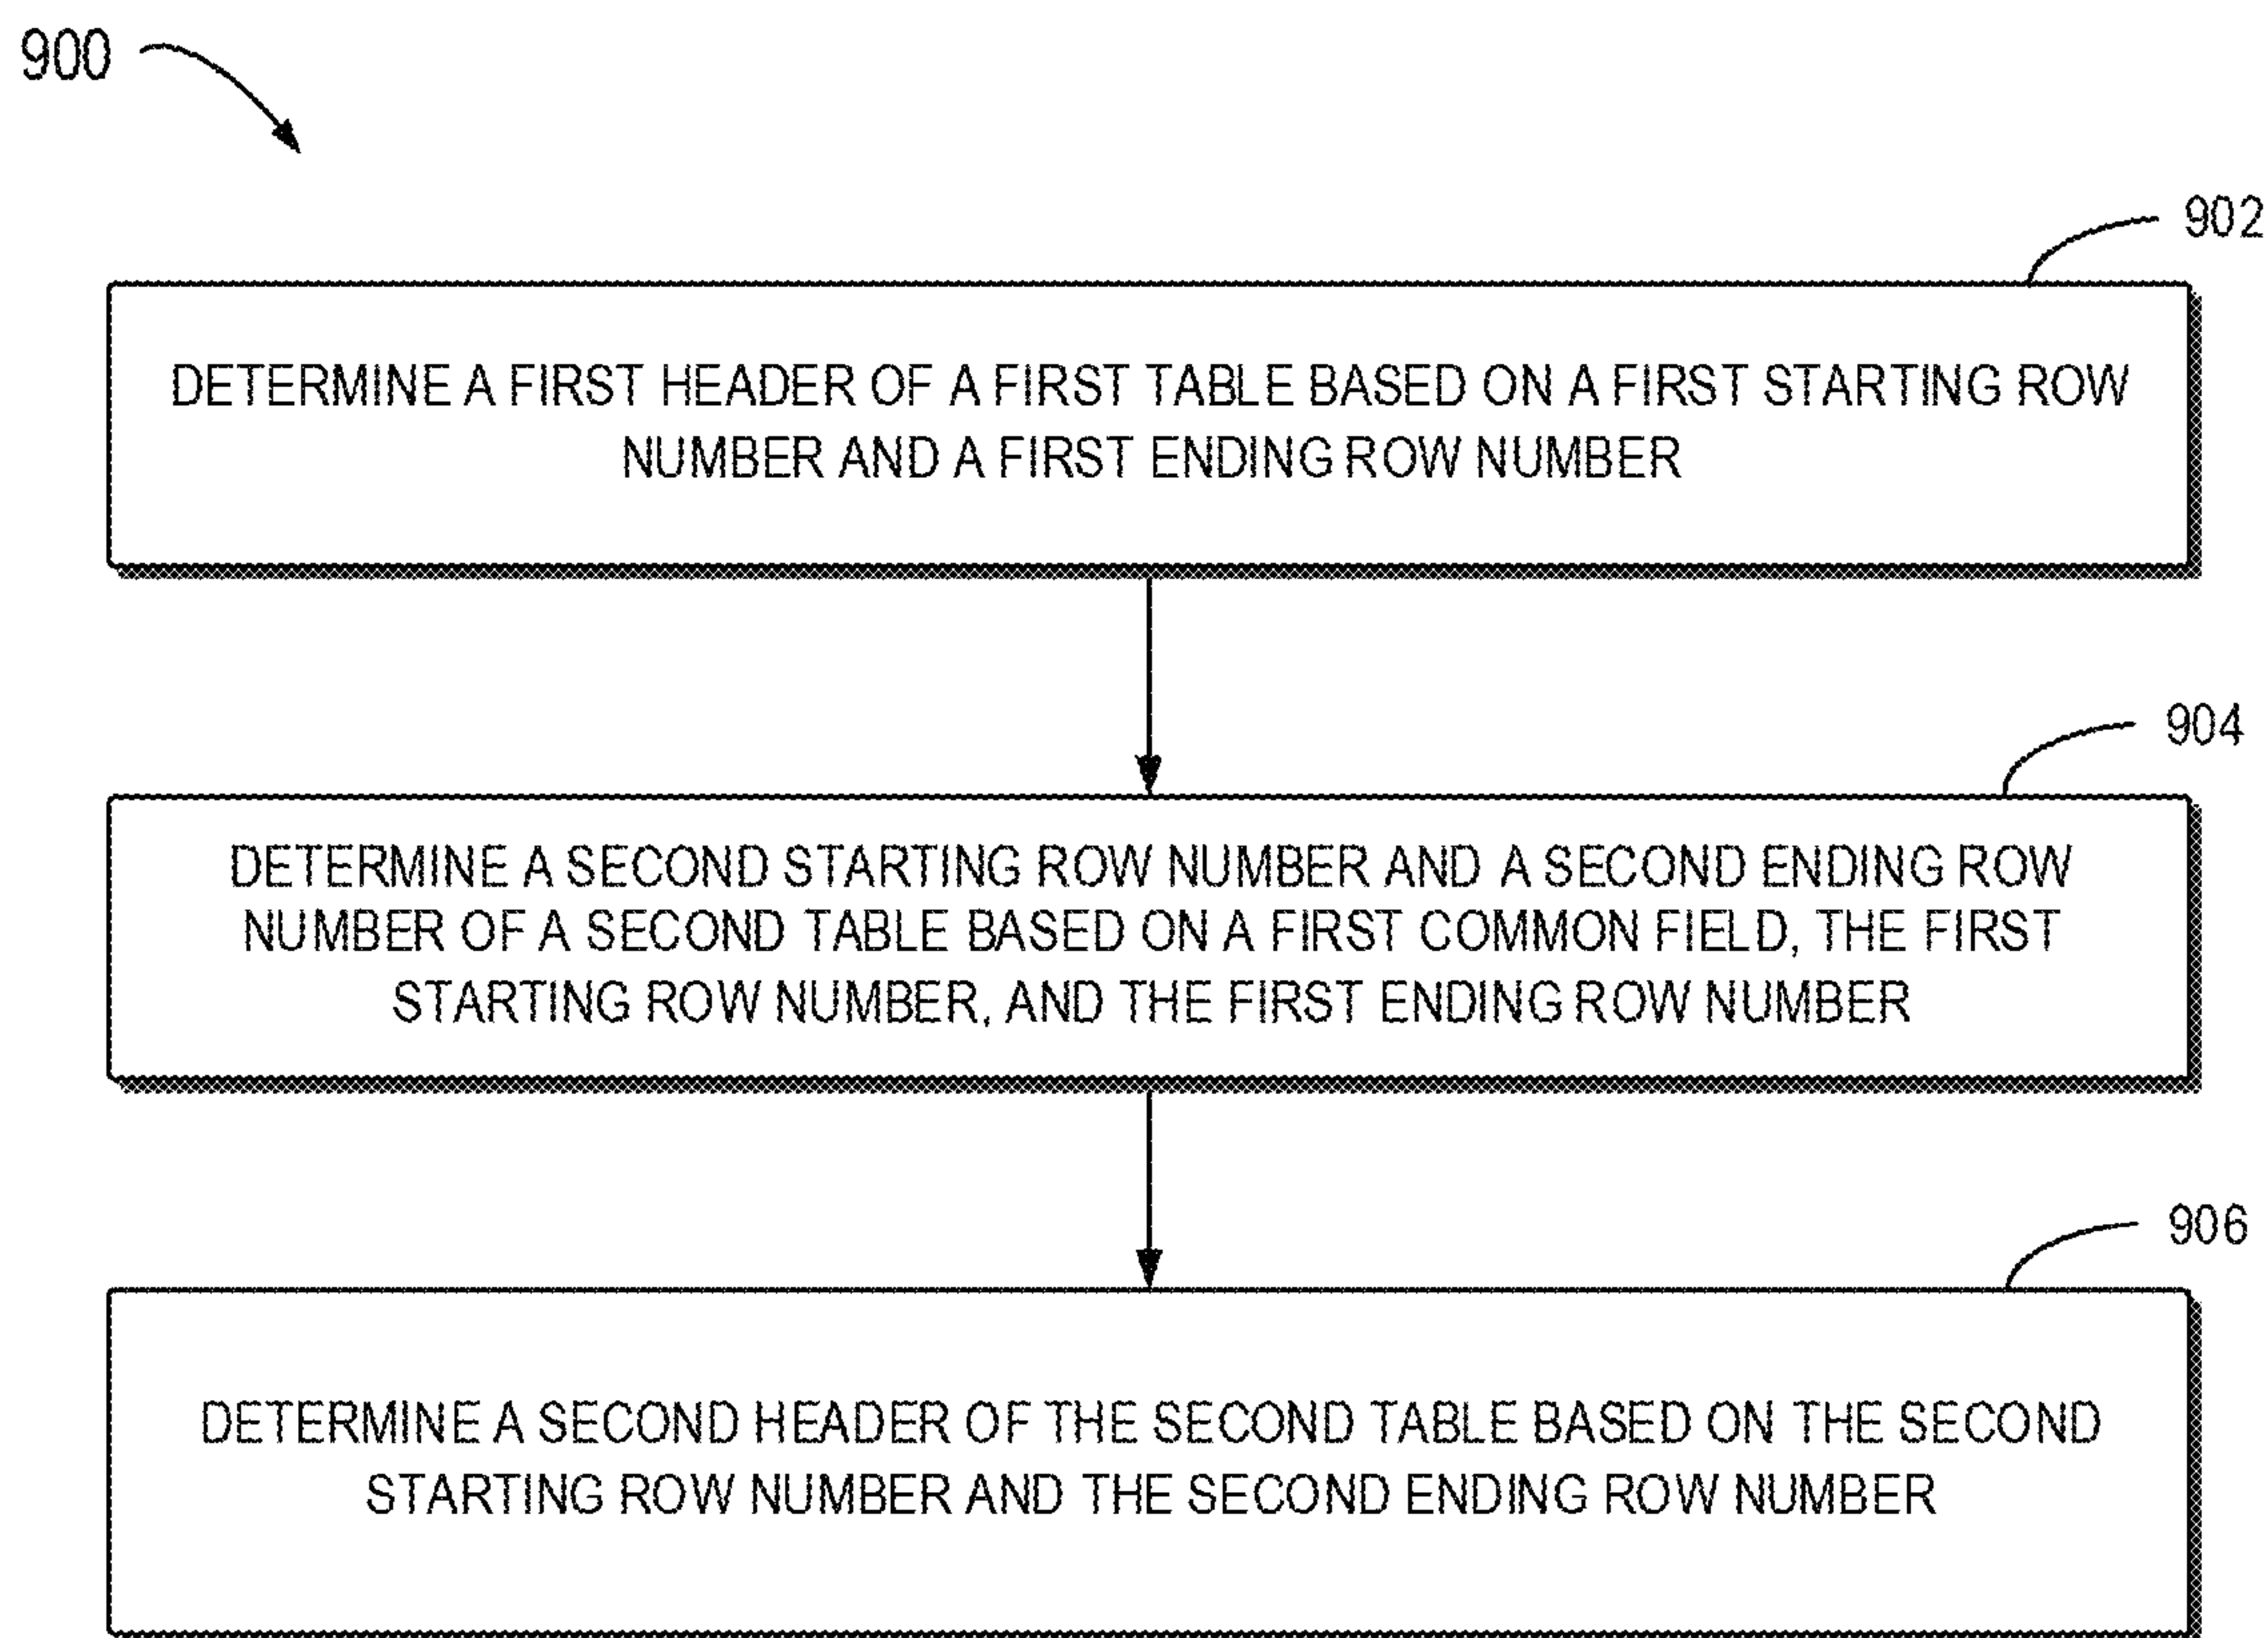 900
902
DETERMINE A FIRST HEADER OF A FIRST TABLE BASED ON A FIRST STARTING ROW
NUMBER AND A FIRST ENDING ROW NUMBER
904
DETERMINE A SECOND STARTING ROW NUMBER AND A SECOND ENDING ROW
NUMBER OF A SECOND TABLE BASED ON A FIRST COMMON FIELD, THE FIRST
STARTING ROW NUMBER, AND THE FIRST ENDING ROW NUMBER
906
DETERMINE A SECOND HEADER OF THE SECOND TABLE BASED ON THE SECOND
STARTING ROW NUMBER AND THE SECOND ENDING ROW NUMBER